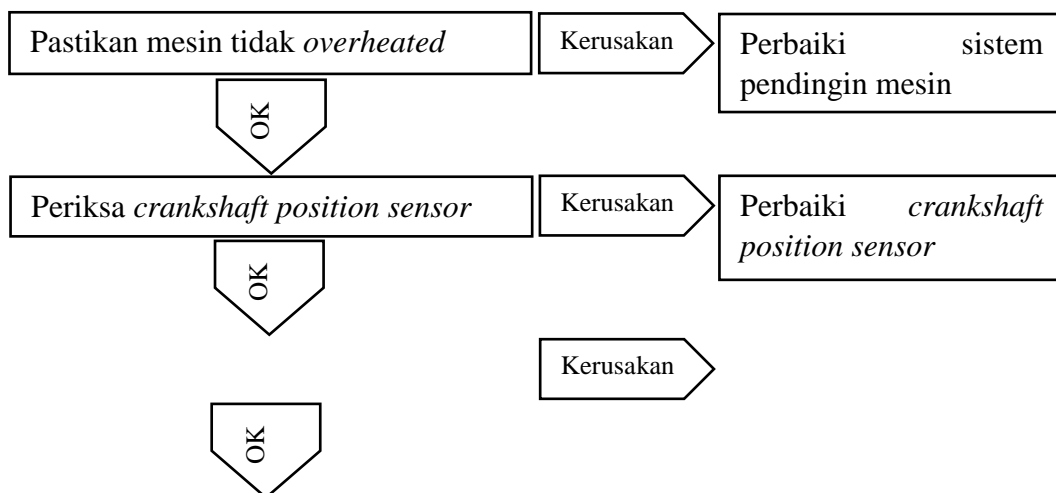 Pastikan mesin tidak overheated
Kerusakan
Perbaiki sistem
pendingin mesin
OK
Periksa crankshaft position sensor
Kerusakan
Perbaiki crankshaft
position sensor
OK
Kerusakan
OK